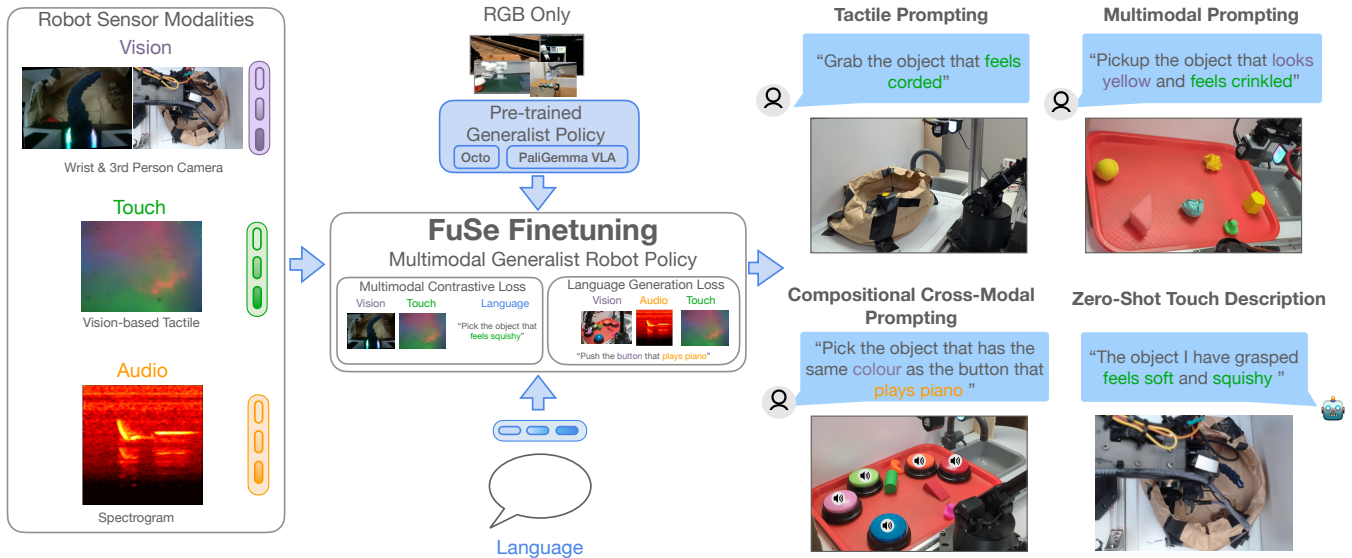 Robot Sensor Modalities
Vision
Wrist & 3rd Person Camera
Touch
Vision-based Tactile
Audio
Spectrogram
RGB Only
Pre-trained
Generalist Policy
Octo
PaliGemma VLA
FuSe Finetuning
Multimodal Generalist Robot Policy
Multimodal Contrastive Loss
Vision
Touch
Language
“Pick the object that
feels squishy”
Language Generation Loss
Vision
Audio
Touch
“Push the button that plays piano”
Language
Tactile Prompting
“Grab the object that feels
corded”
Multimodal Prompting
“Pickup the object that looks
yellow and feels crinkled”
Compositional Cross-Modal
Prompting
“Pick the object that has the
same colour as the button that
plays piano ”
Zero-Shot Touch Description
“The object I have grasped
feels soft and squishy ”